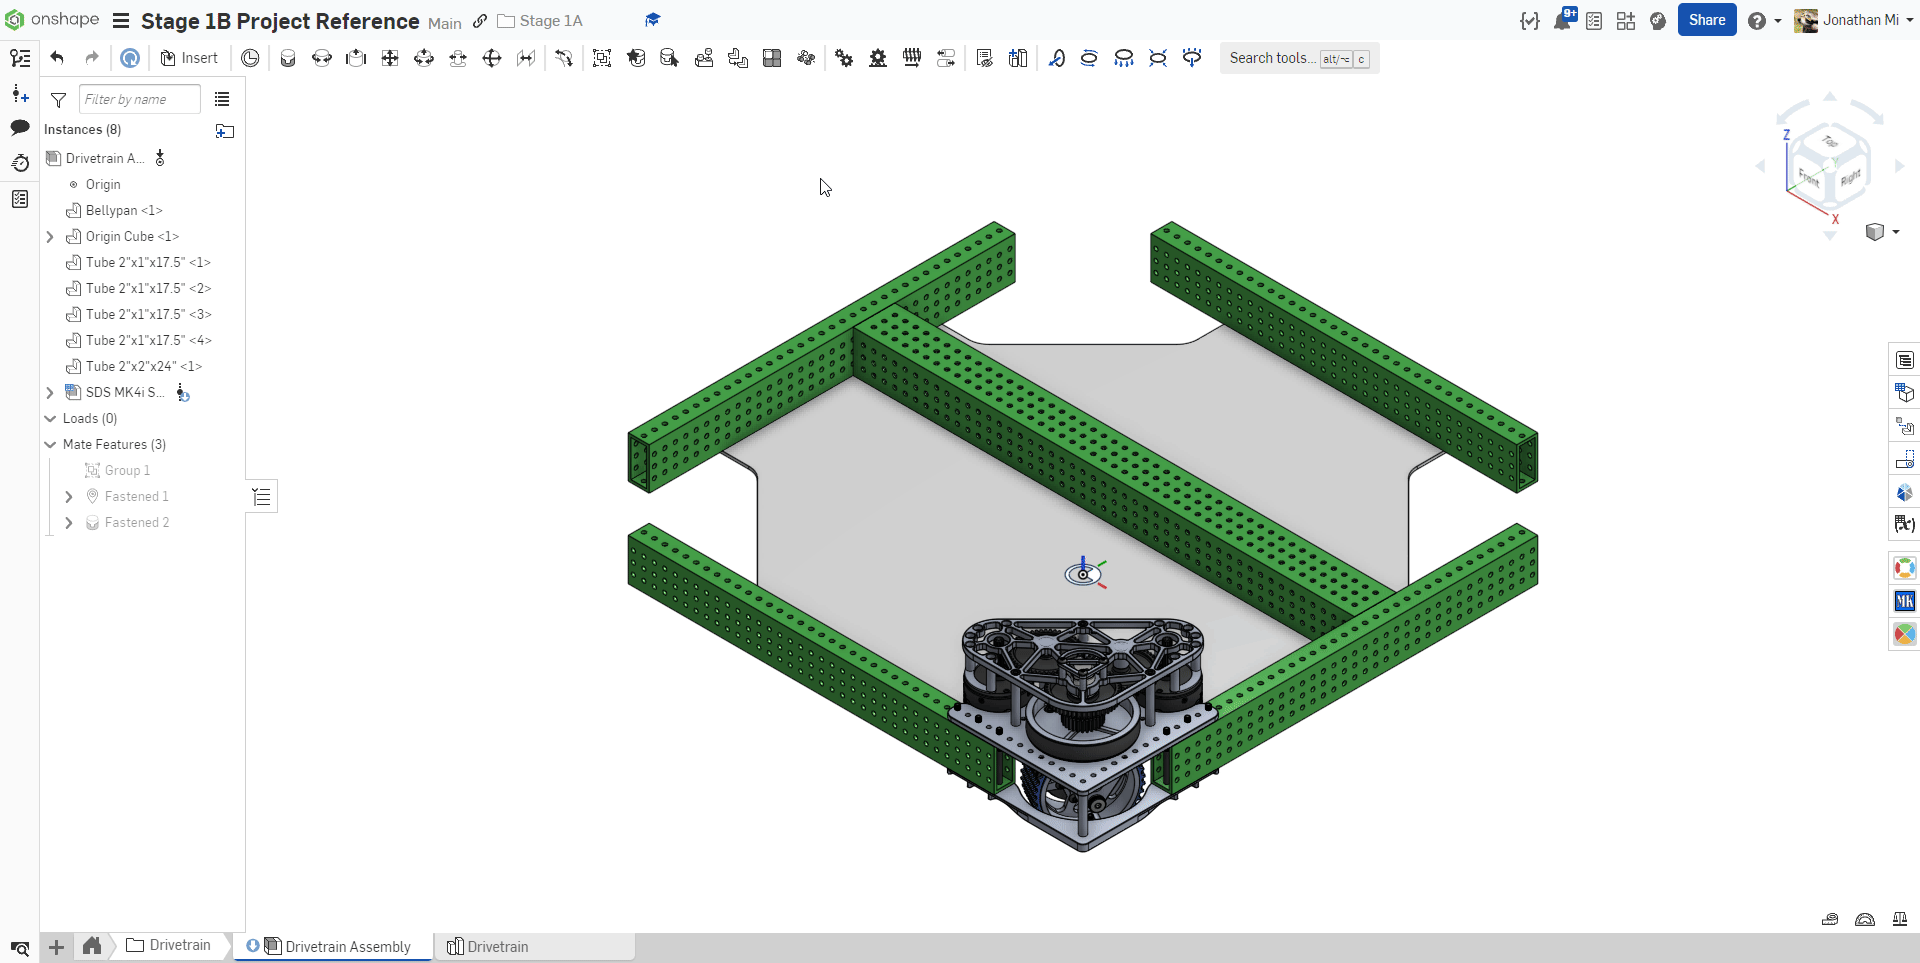 onshape Stage 1B Project Reference Main Stage 1A 9+ Share Jonathan Mi
Insert Search tools... alt/⌥ c
Filter by name
Instances (8)
Drivetrain A...
Origin
Bellypan <1>
Origin Cube <1>
Tube 2"x1"x17.5" <1>
Tube 2"x1"x17.5" <2>
Tube 2"x1"x17.5" <3>
Tube 2"x1"x17.5" <4>
Tube 2"x2"x24" <1>
SDS MK4i S...
Loads (0)
Mate Features (3)
Group 1
Fastened 1
Fastened 2
Z
Top
Front
Right
X
(x)
MK
Drivetrain
Drivetrain Assembly
Drivetrain